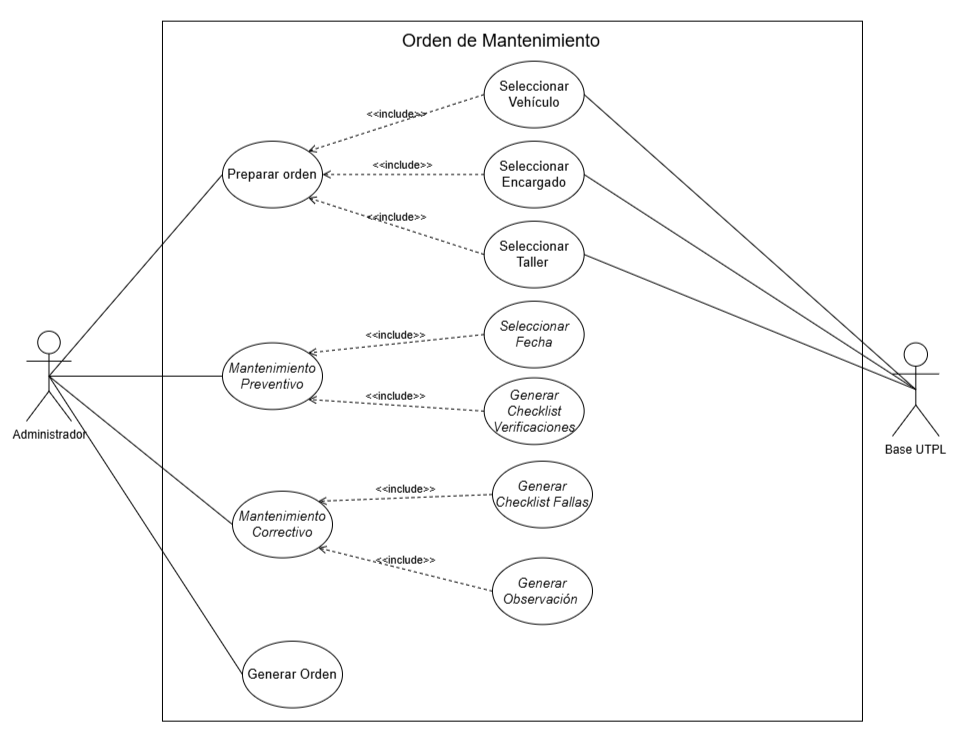 Orden de Mantenimiento
Seleccionar
Vehículo
<<include>>
Preparar orden
<<include>>
Seleccionar
Encargado
<<include>>
Seleccionar
Taller
Seleccionar
Fecha
<<include>>
Mantenimiento
Preventivo
<<include>>
Generar
Checklist
Verificaciones
Administrador
Base UTPL
Generar
Checklist Fallas
<<include>>
Mantenimiento
Correctivo
<<include>>
Generar
Observación
Generar Orden